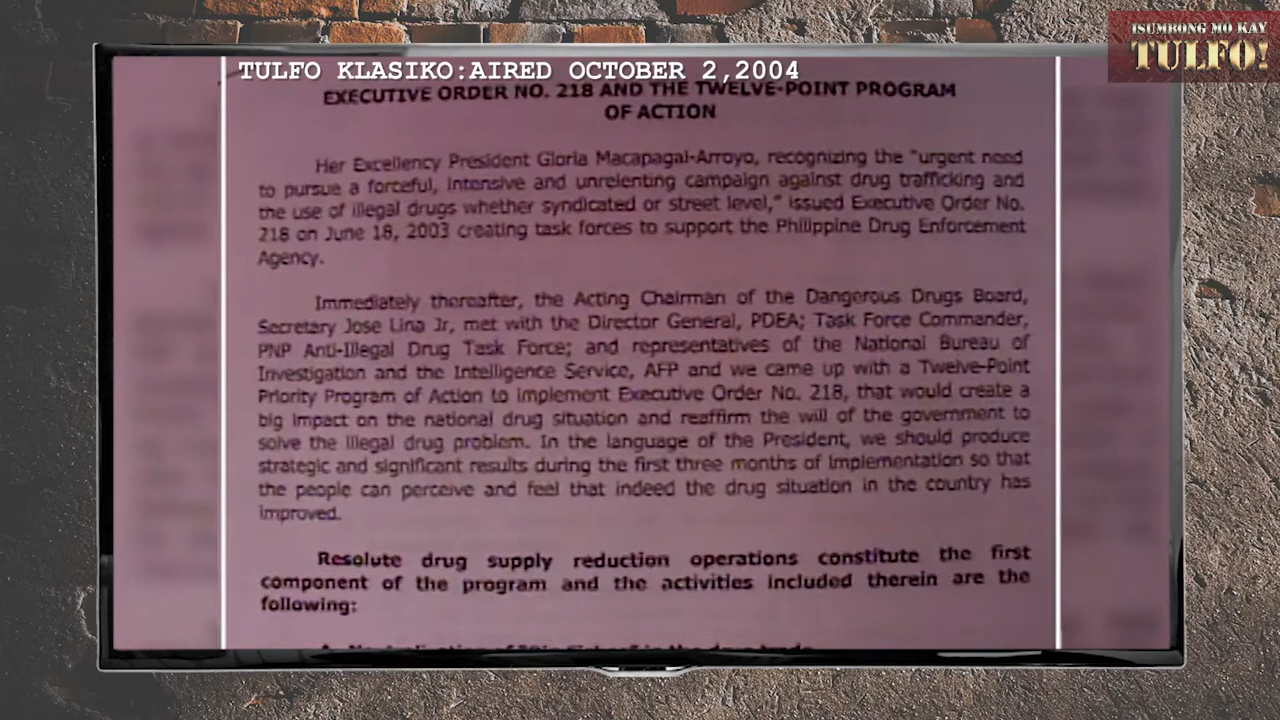 ISUMBONG MO KAY
TULFO!
TULFO KLASIKO:AIRED OCTOBER 2,2004
EXECUTIVE ORDER NO. 218 AND THE TWELVE-POINT PROGRAM
OF ACTION
Her Excellency President Gloria Macapagal-Arroyo, recognizing the "urgent need
to pursue a forceful, intensive and unrelenting campaign against drug trafficking and
the use of illegal drugs whether syndicated or street level," issued Executive Order No.
218 on June 18, 2003 creating task forces to support the Philippine Drug Enforcement
Agency.
Immediately thereafter, the Acting Chairman of the Dangerous Drugs Board,
Secretary Jose Lina Jr, met with the Director General, PDEA; Task Force Commander,
PNP Anti-Illegal Drug Task Force; and representatives of the National Bureau of
Investigation and the Intelligence Service, AFP and we came up with a Twelve-Point
Priority Program of Action to implement Executive Order No. 218, that would create a
big impact on the national drug situation and reaffirm the will of the government to
solve the illegal drug problem. In the language of the President, we should produce
strategic and significant results during the first three months of implementation so that
the people can perceive and feel that indeed the drug situation in the country has
improved.
Resolute drug supply reduction operations constitute the first
component of the program and the activities included therein are the
following: